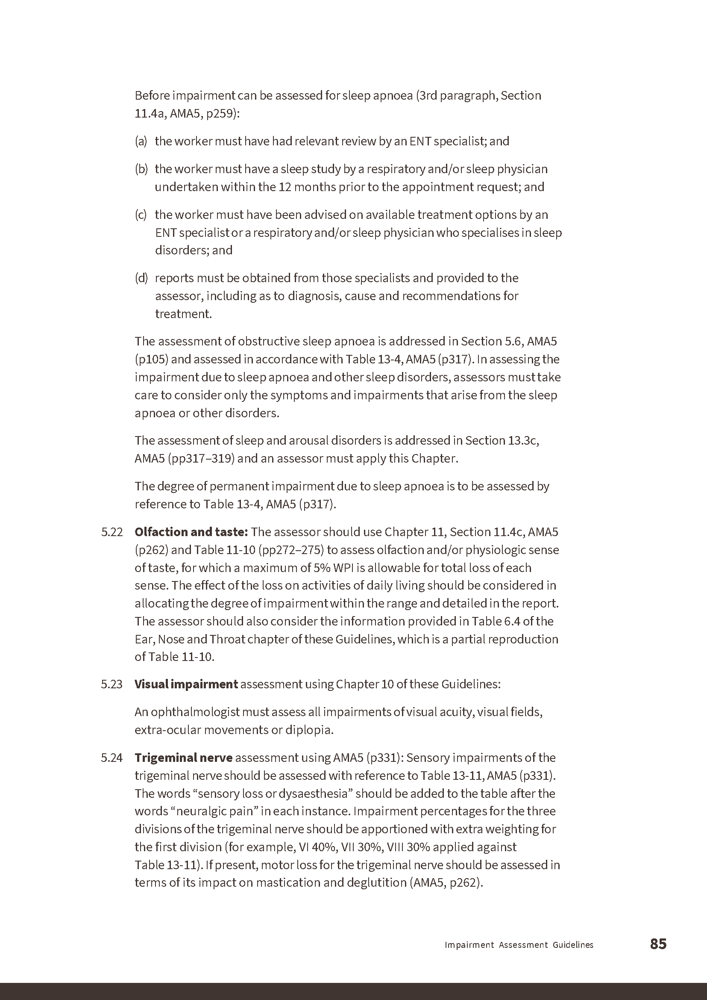 Before impairment can be assessed for sleep apnoea (3rd paragraph, Section
11.4a, AMA5, p259):
(a) the worker must have had relevant review by an ENT specialist; and
(b) the worker must have a sleep study by a respiratory and/or sleep physician
undertaken within the 12 months prior to the appointment request; and
(c) the worker must have been advised on available treatment options by an
ENT specialist or a respiratory and/or sleep physician who specialises in sleep
disorders; and
(d) reports must be obtained from those specialists and provided to the
assessor, including as to diagnosis, cause and recommendations for
treatment.
The assessment of obstructive sleep apnoea is addressed in Section 5.6, AMA5
(p105) and assessed in accordance with Table 13-4, AMA5 (p317). In assessing the
impairment due to sleep apnoea and other sleep disorders, assessors must take
care to consider only the symptoms and impairments that arise from the sleep
apnoea or other disorders.
The assessment of sleep and arousal disorders is addressed in Section 13.3c,
AMA5 (pp317–319) and an assessor must apply this Chapter.
The degree of permanent impairment due to sleep apnoea is to be assessed by
reference to Table 13-4, AMA5 (p317).
5.22 Olfaction and taste: The assessor should use Chapter 11, Section 11.4c, AMA5
(p262) and Table 11-10 (pp272–275) to assess olfaction and/or physiologic sense
of taste, for which a maximum of 5% WPI is allowable for total loss of each
sense. The effect of the loss on activities of daily living should be considered in
allocating the degree of impairment within the range and detailed in the report.
The assessor should also consider the information provided in Table 6.4 of the
Ear, Nose and Throat chapter of these Guidelines, which is a partial reproduction
of Table 11-10.
5.23 Visual impairment assessment using Chapter 10 of these Guidelines:
An ophthalmologist must assess all impairments of visual acuity, visual fields,
extra-ocular movements or diplopia.
5.24 Trigeminal nerve assessment using AMA5 (p331): Sensory impairments of the
trigeminal nerve should be assessed with reference to Table 13-11, AMA5 (p331).
The words “sensory loss or dysaesthesia” should be added to the table after the
words “neuralgic pain” in each instance. Impairment percentages for the three
divisions of the trigeminal nerve should be apportioned with extra weighting for
the first division (for example, VI 40%, VII 30%, VIII 30% applied against
Table 13-11). If present, motor loss for the trigeminal nerve should be assessed in
terms of its impact on mastication and deglutition (AMA5, p262).
Impairment Assessment Guidelines 85